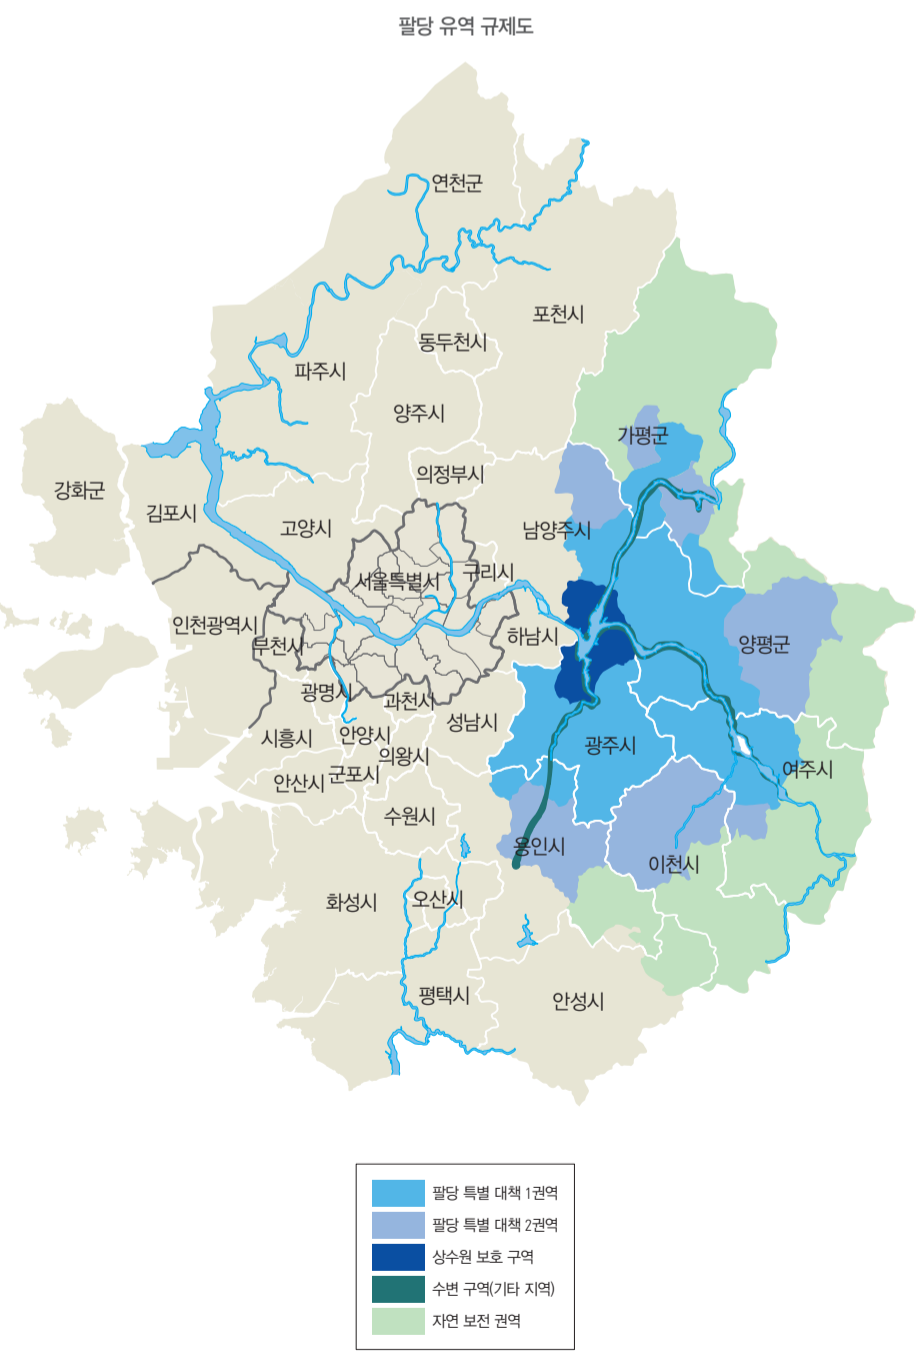 팔당 유역 규제도
연천군
포천시
동두천시
파주시
양주시
가평군
의정부시
강화군
김포시
고양시
남양주시
서울특별시
구리시
인천광역시
하남시
부천시
양평군
광명시
과천시
성남시
시흥시
안양시
광주시
의왕시
여주시
안산시
군포시
수원시
용인시
이천시
화성시
오산시
평택시
안성시
팔당 특별 대책 1권역
팔당 특별 대책 2권역
상수원 보호 구역
수변 구역(기타 지역)
자연 보전 권역